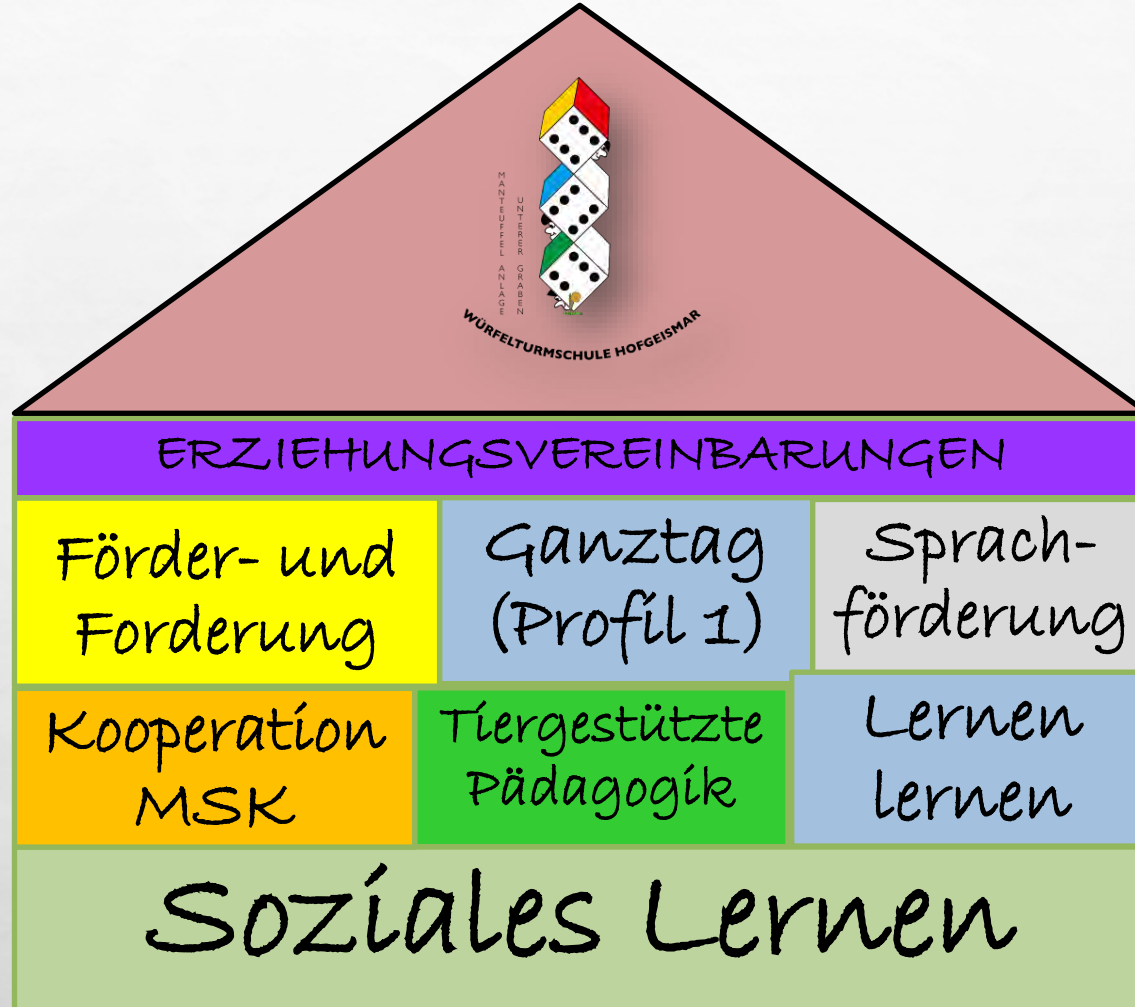 MANTEUFFEL ANLAGE
UNTERER GRABEN
WÜRFELTURMSCHULE HOFGEISMAR
ERZIEHUNGSVEREINBARUNGEN
Förder- und
Forderung
Ganztag
(Profil 1)
Sprach-
förderung
Kooperation
MSK
Tiergestützte
Pädagogik
Lernen
lernen
Soziales Lernen